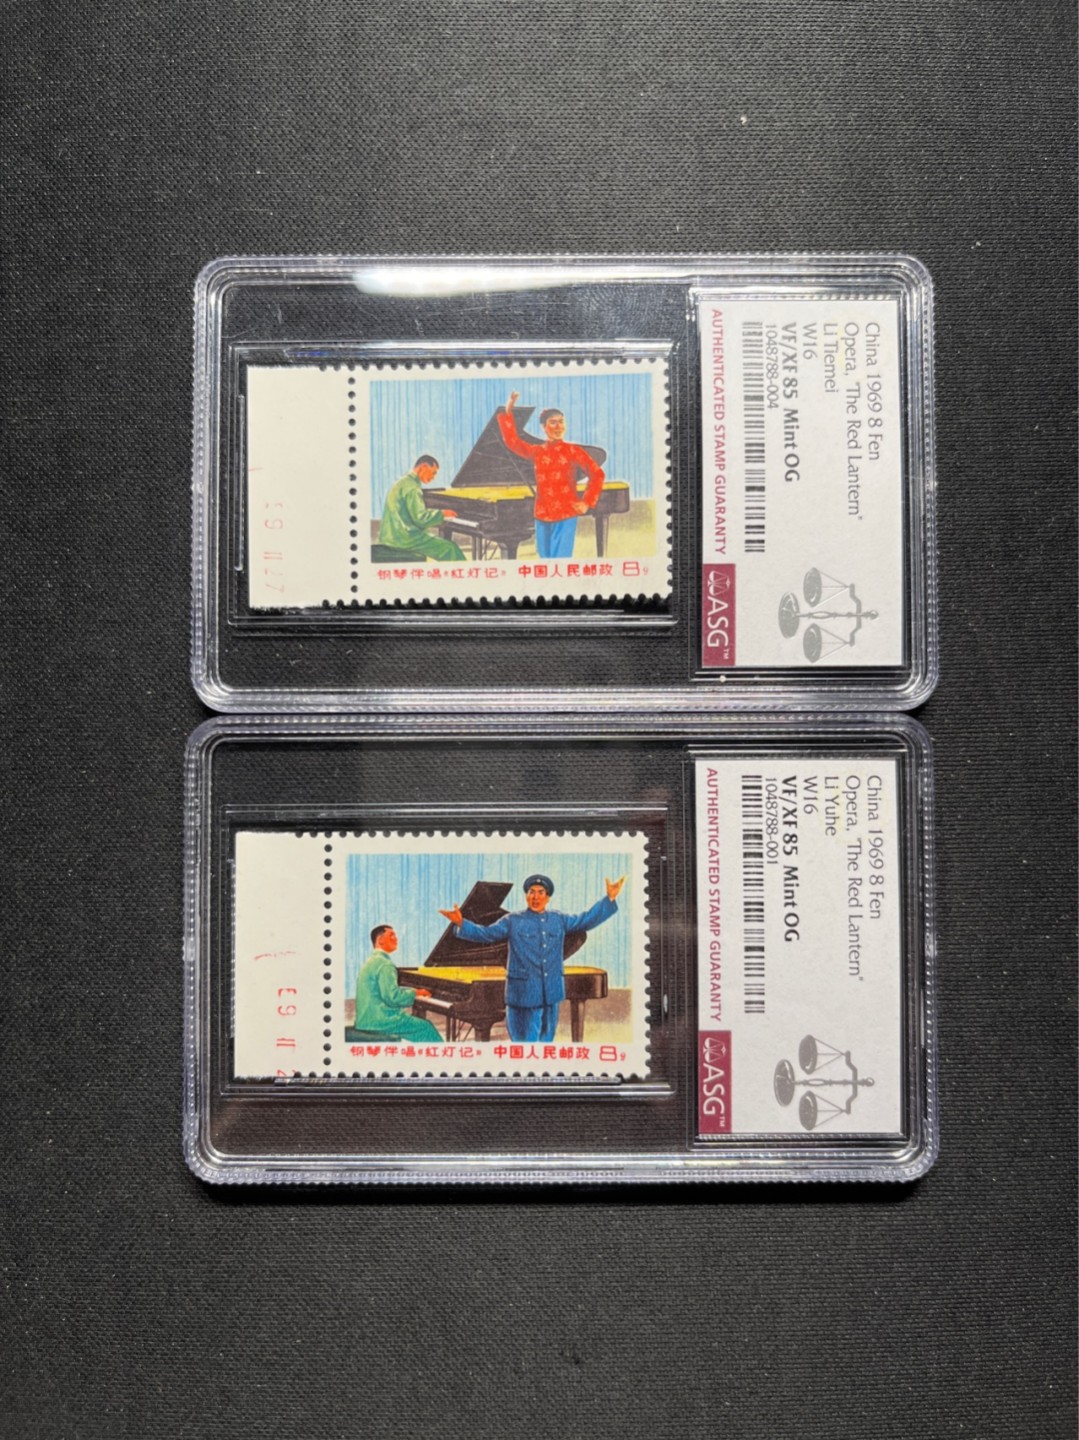 China 1969 8 Fen
Opera, "The Red Lantern"
Li Tiemei
W16
VF/XF 85 Mint OG
1048788-004
AUTHENTICATED STAMP GUARANTY
ASG™
钢琴伴唱《红灯记》 中国人民邮政 8分
China 1969 8 Fen
Opera, "The Red Lantern"
Li Yuhe
W16
VF/XF 85 Mint OG
1048788-001
AUTHENTICATED STAMP GUARANTY
ASG™
钢琴伴唱《红灯记》 中国人民邮政 8分